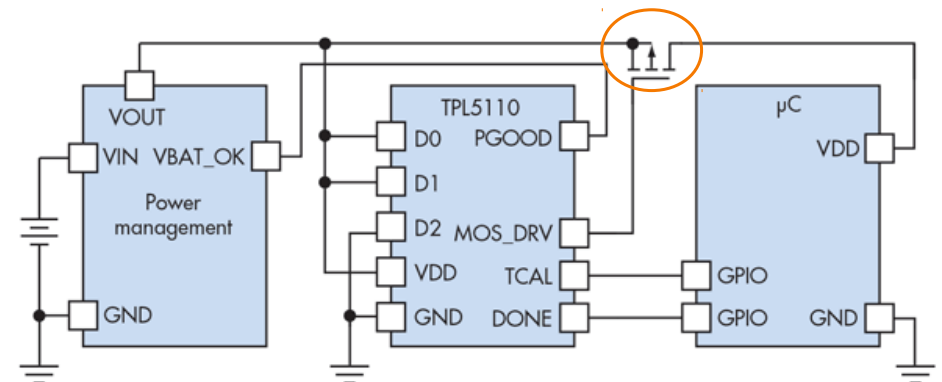 VOUT
VIN VBAT_OK
Power
management
GND
TPL5110
D0 PGOOD
D1
D2 MOS_DRV
VDD TCAL
GND DONE
µC
VDD
GPIO
GPIO GND